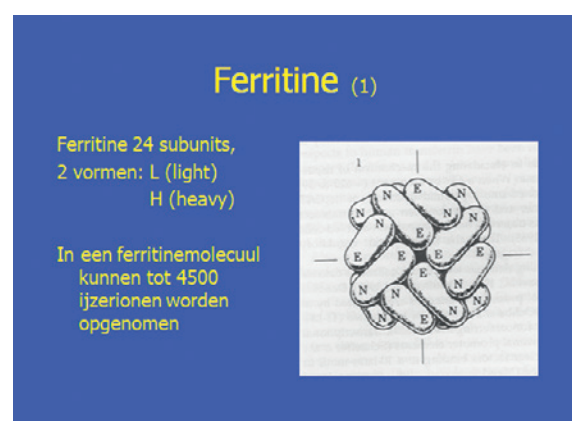 Ferritine (1)
Ferritine 24 subunits,
2 vormen: L (light)
H (heavy)
In een ferritinemolecuul
kunnen tot 4500
ijzerionen worden
opgenomen
1
N E N
N N
N E
E E
E E
N N
N N E N